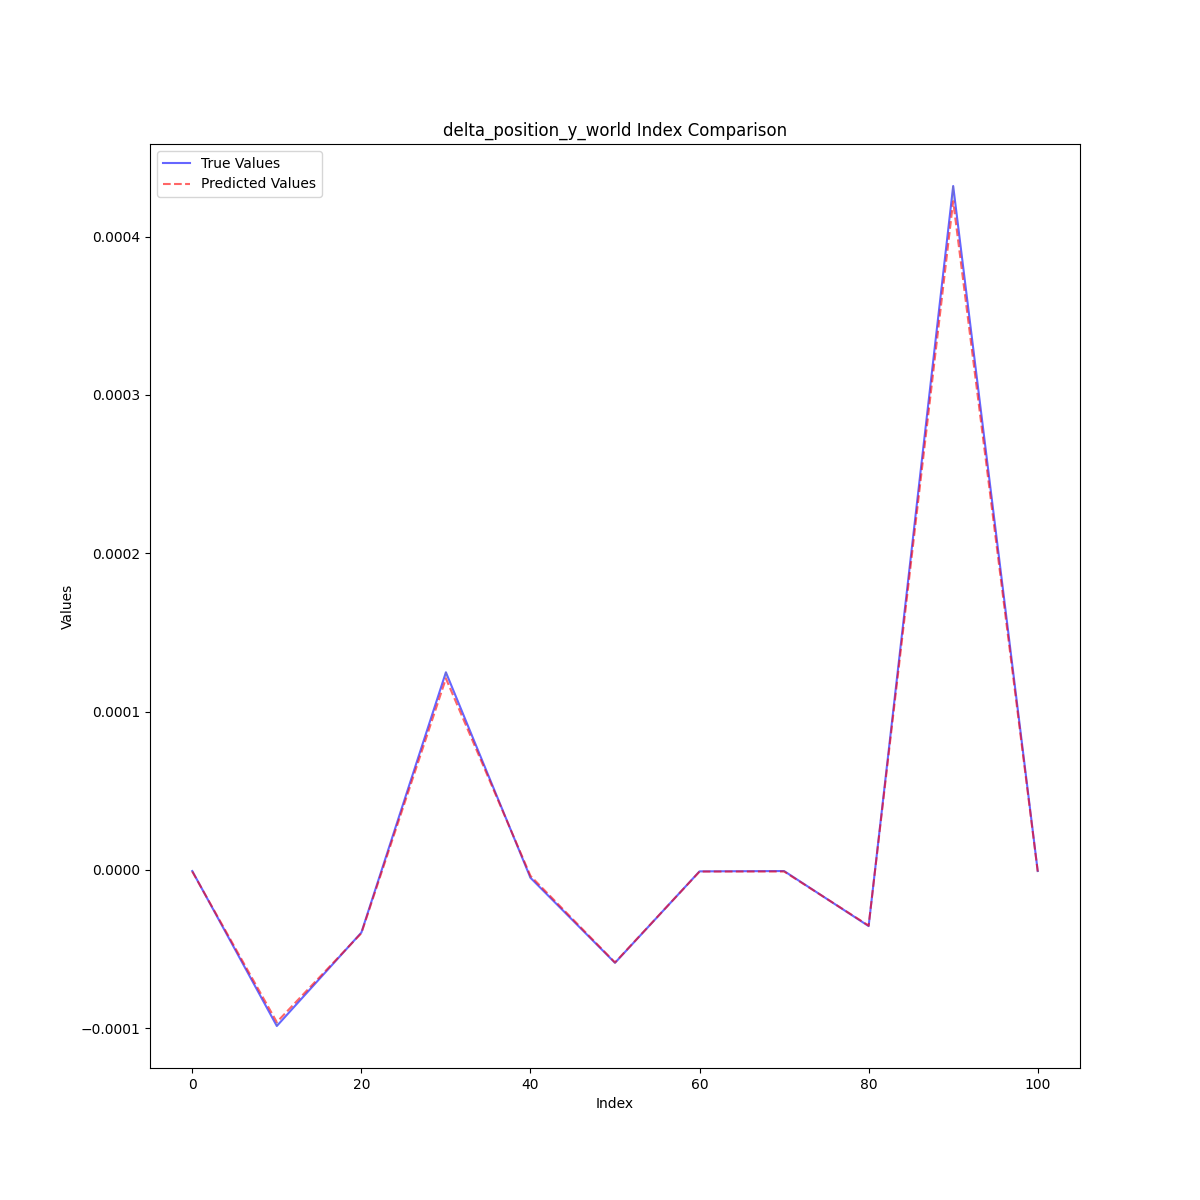 delta_position_y_world Index Comparison
True Values
Predicted Values
0.0004
0.0003
0.0002
0.0001
0.0000
−0.0001
Values
0 20 40 60 80 100
Index